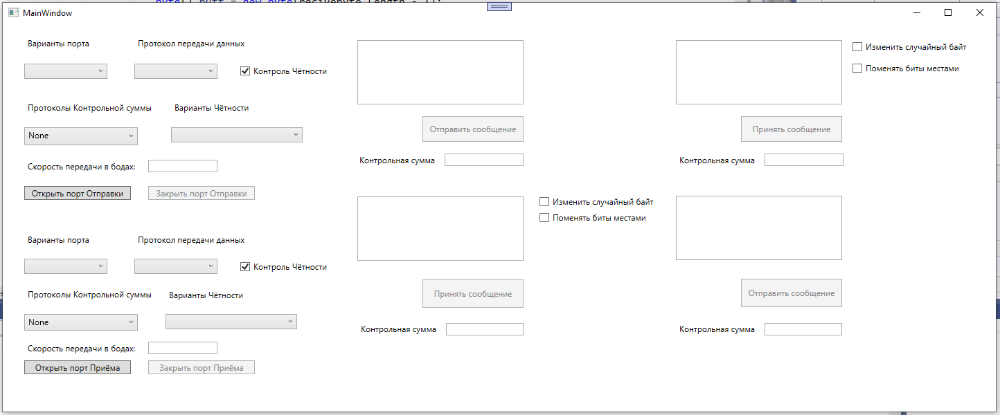 byte[] buff = new byte[recivebyte.Length - 1];
MainWindow
Варианты порта
Протокол передачи данных
Контроль Чётности
Протоколы Контрольной суммы
Варианты Чётности
None
Скорость передачи в бодах:
Открыть порт Отправки
Закрыть порт Отправки
Варианты порта
Протокол передачи данных
Контроль Чётности
Протоколы Контрольной суммы
Варианты Чётности
None
Скорость передачи в бодах:
Открыть порт Приёма
Закрыть порт Приёма
Отправить сообщение
Контрольная сумма
Изменить случайный байт
Поменять биты местами
Принять сообщение
Контрольная сумма
Изменить случайный байт
Поменять биты местами
Принять сообщение
Контрольная сумма
Отправить сообщение
Контрольная сумма